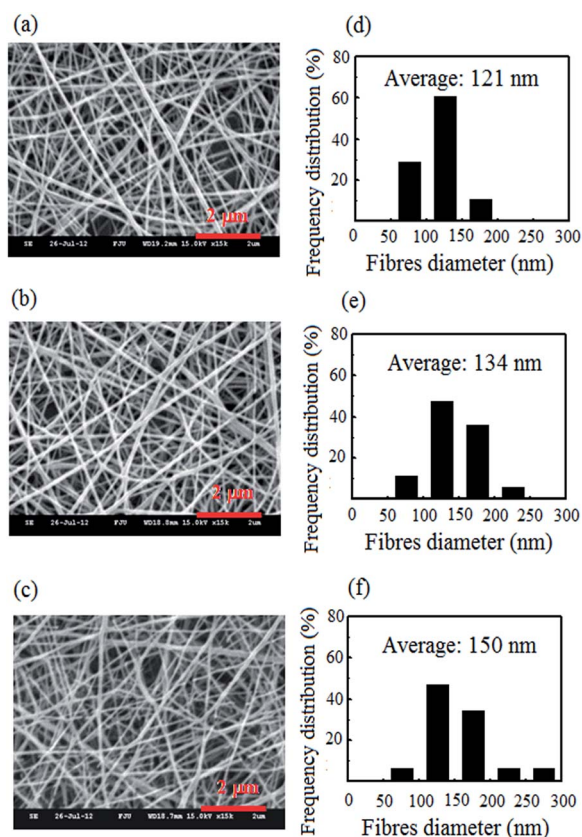 (a)
2 μm
SE 26-Jul-12 FJU WD19.2mm 15.0kV x15k 2um
(d)
Frequency distribution (%)
80
60
40
20
Average: 121 nm
0 50 100 150 200 250 300
Fibres diameter (nm)
(b)
2 μm
SE 26-Jul-12 FJU WD18.8mm 15.0kV x15k 2um
(e)
Frequency distribution (%)
80
60
40
20
Average: 134 nm
0 50 100 150 200 250 300
Fibres diameter (nm)
(c)
2 μm
SE 26-Jul-12 FJU WD18.7mm 15.0kV x15k 2um
(f)
Frequency distribution (%)
80
60
40
20
Average: 150 nm
0 50 100 150 200 250 300
Fibres diameter (nm)